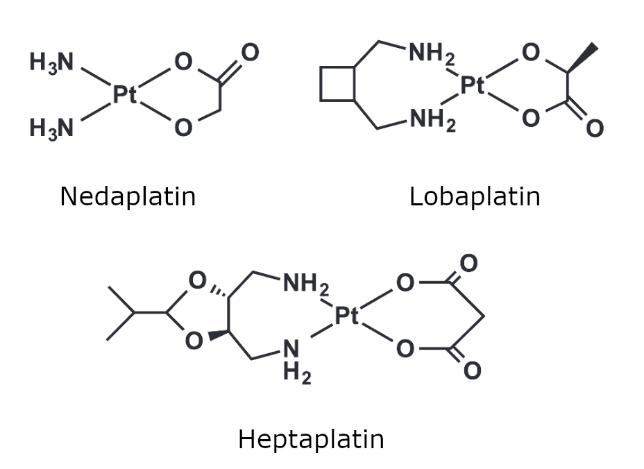 H3N
H3N
Pt
O
O
O
Nedaplatin
NH2
NH2
Pt
O
O
O
Lobaplatin
O
O
NH2
N
H2
Pt
O
O
O
O
Heptaplatin